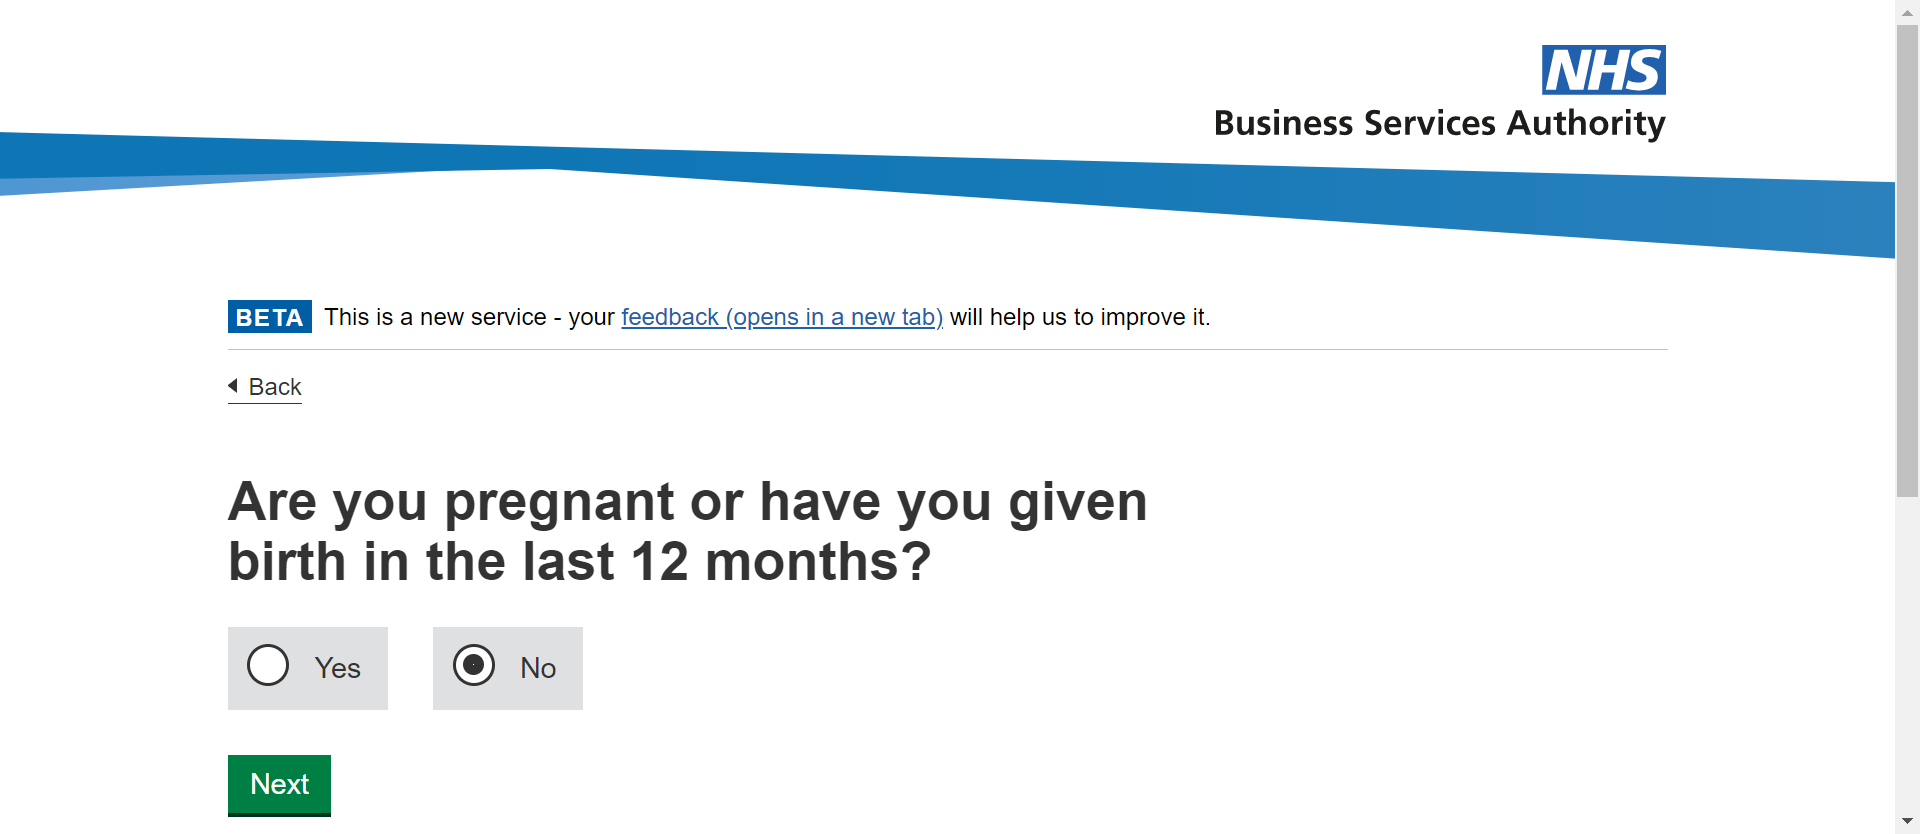 NHS
Business Services Authority
BETA This is a new service - your feedback (opens in a new tab) will help us to improve it.
Back
Are you pregnant or have you given
birth in the last 12 months?
Yes No
Next